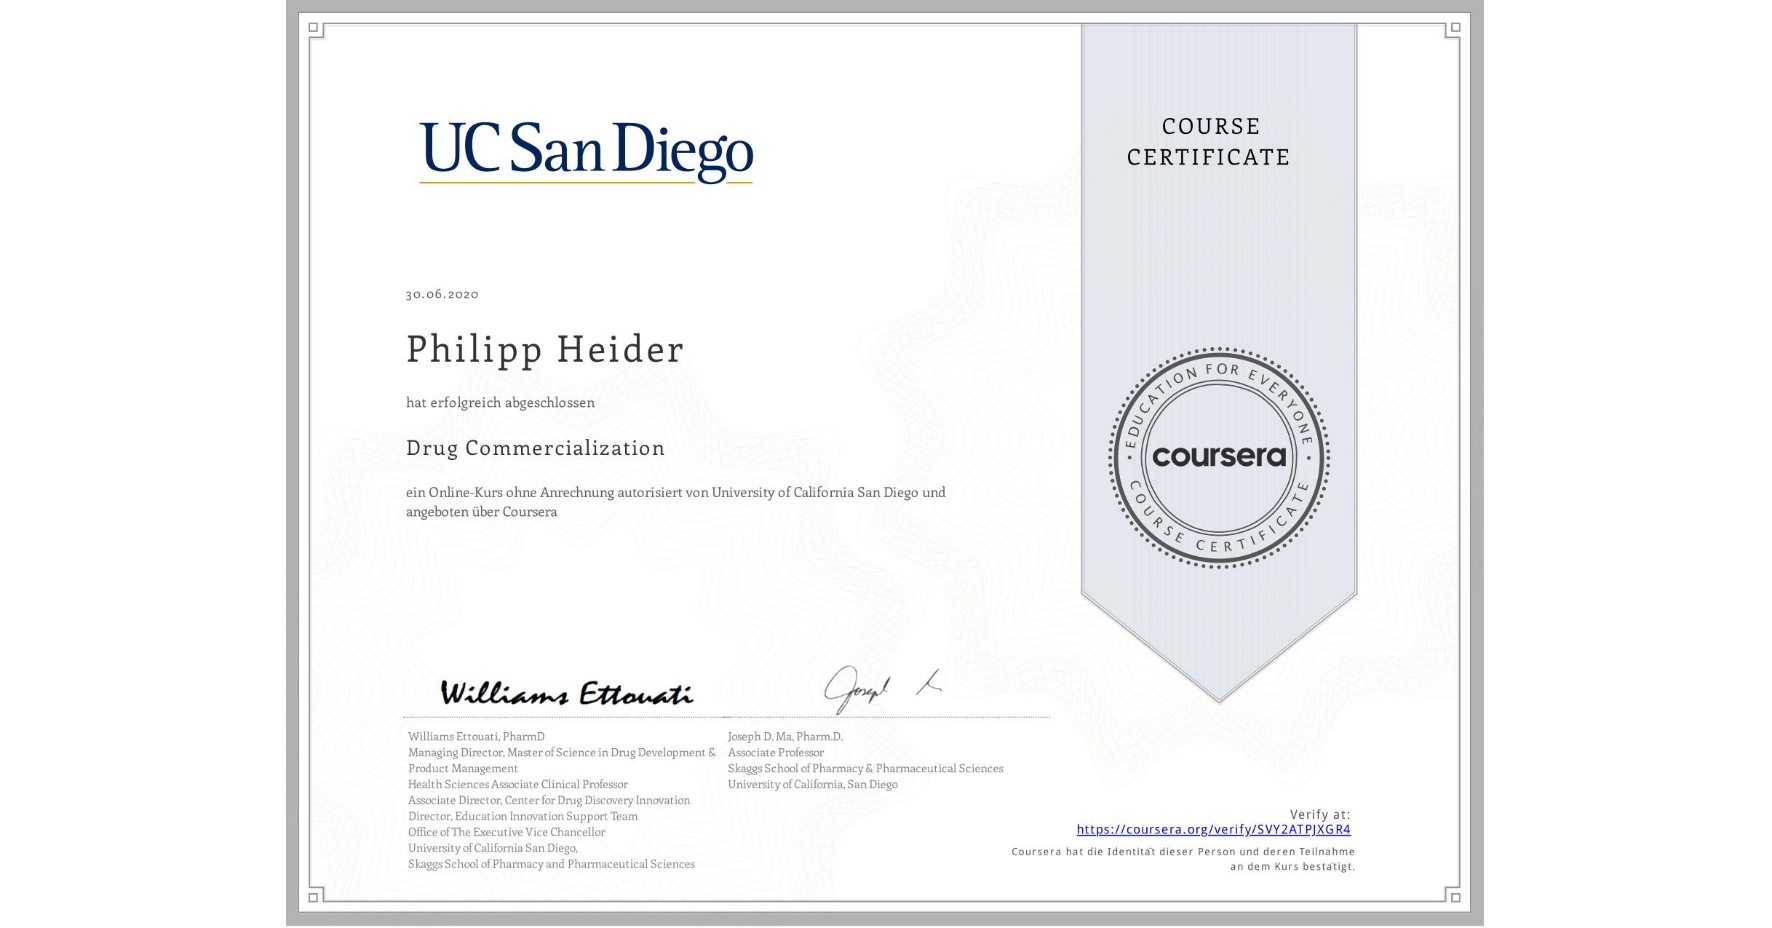 UC San Diego
COURSE
CERTIFICATE
30.06.2020
Philipp Heider
hat erfolgreich abgeschlossen
Drug Commercialization
ein Online-Kurs ohne Anrechnung autorisiert von University of California San Diego und
angeboten über Coursera
EDUCATION FOR EVERYONE
coursera
COURSE CERTIFICATE
Williams Ettouati
Joseph
Williams Ettouati, PharmD
Managing Director, Master of Science in Drug Development &
Product Management
Health Sciences Associate Clinical Professor
Associate Director, Center for Drug Discovery Innovation
Director, Education Innovation Support Team
Office of The Executive Vice Chancellor
University of California San Diego,
Skaggs School of Pharmacy and Pharmaceutical Sciences
Joseph D. Ma, Pharm.D.
Associate Professor
Skaggs School of Pharmacy & Pharmaceutical Sciences
University of California, San Diego
Verify at:
https://coursera.org/verify/SVY2ATPJXGR4
Coursera hat die Identität dieser Person und deren Teilnahme
an dem Kurs bestätigt.